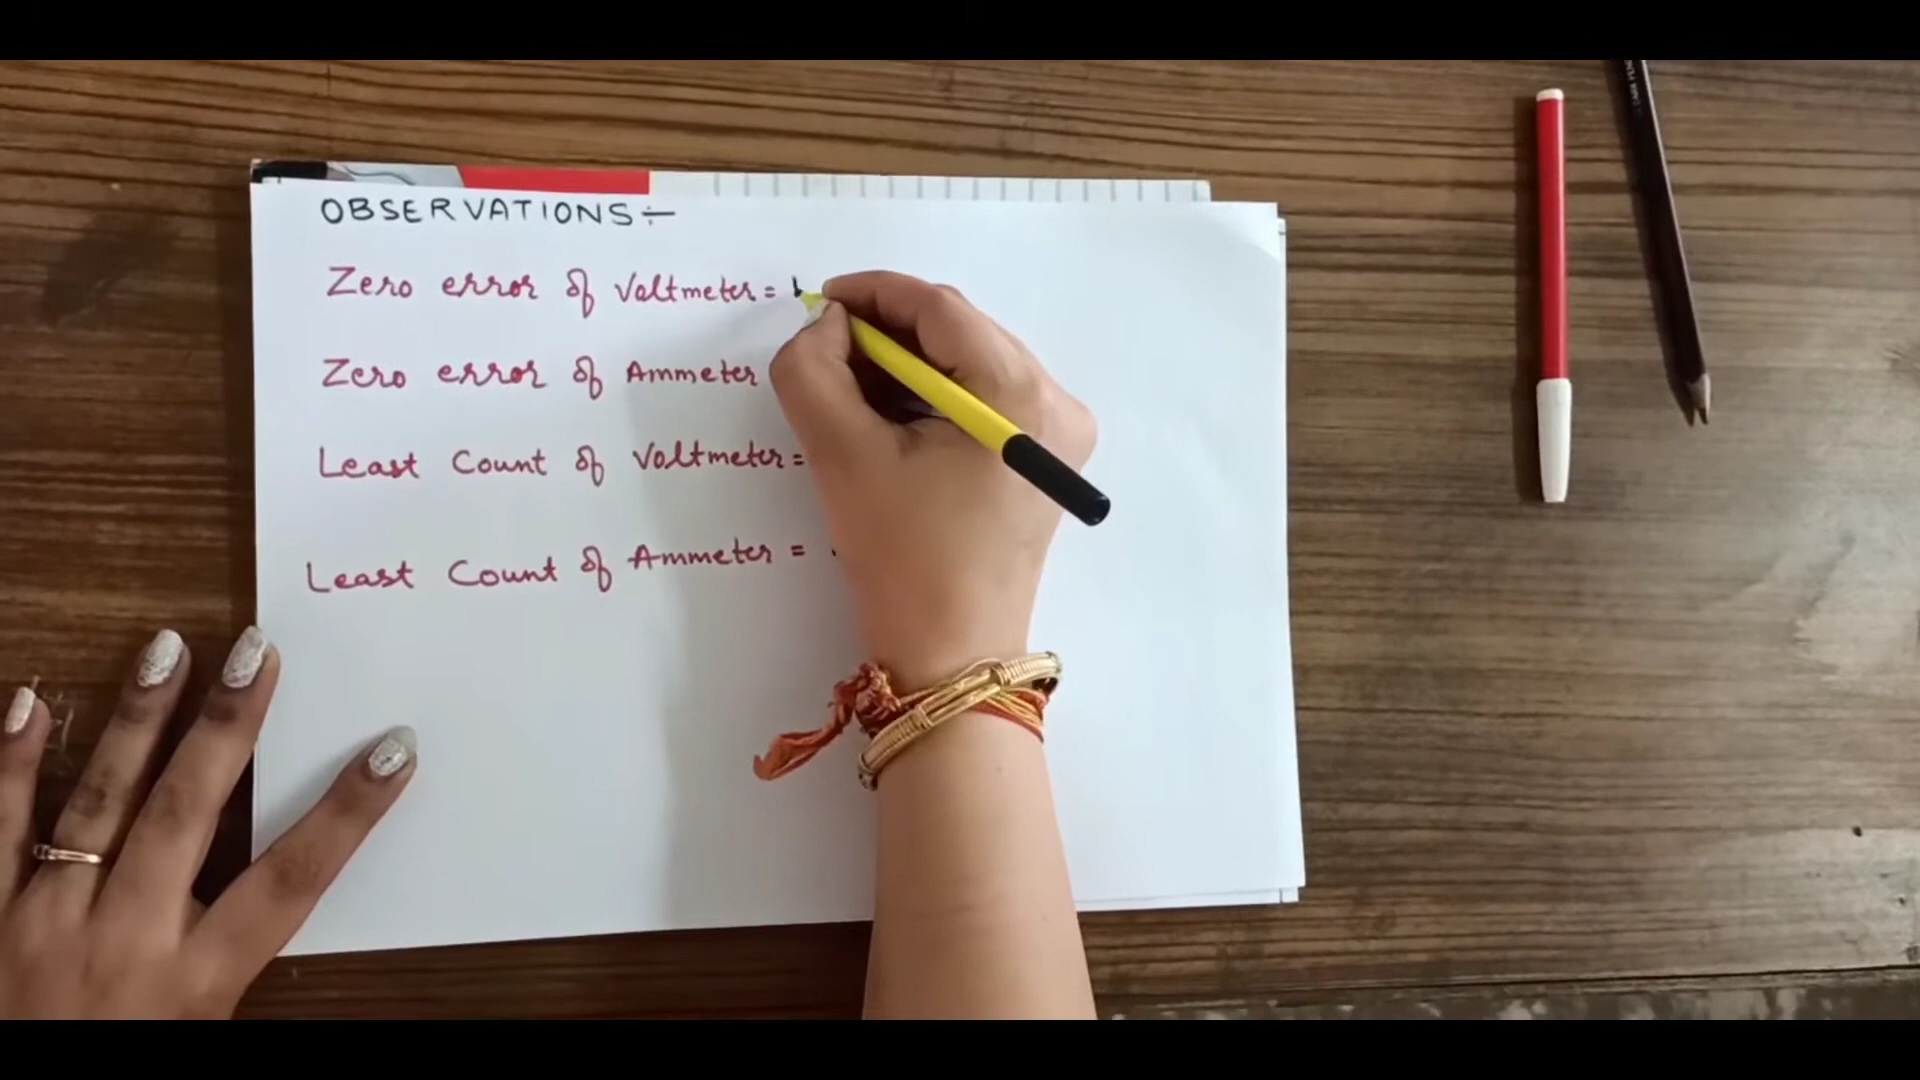 OBSERVATIONS:-
Zero error of Voltmeter =
Zero error of Ammeter
Least Count of Voltmeter =
Least Count of Ammeter =